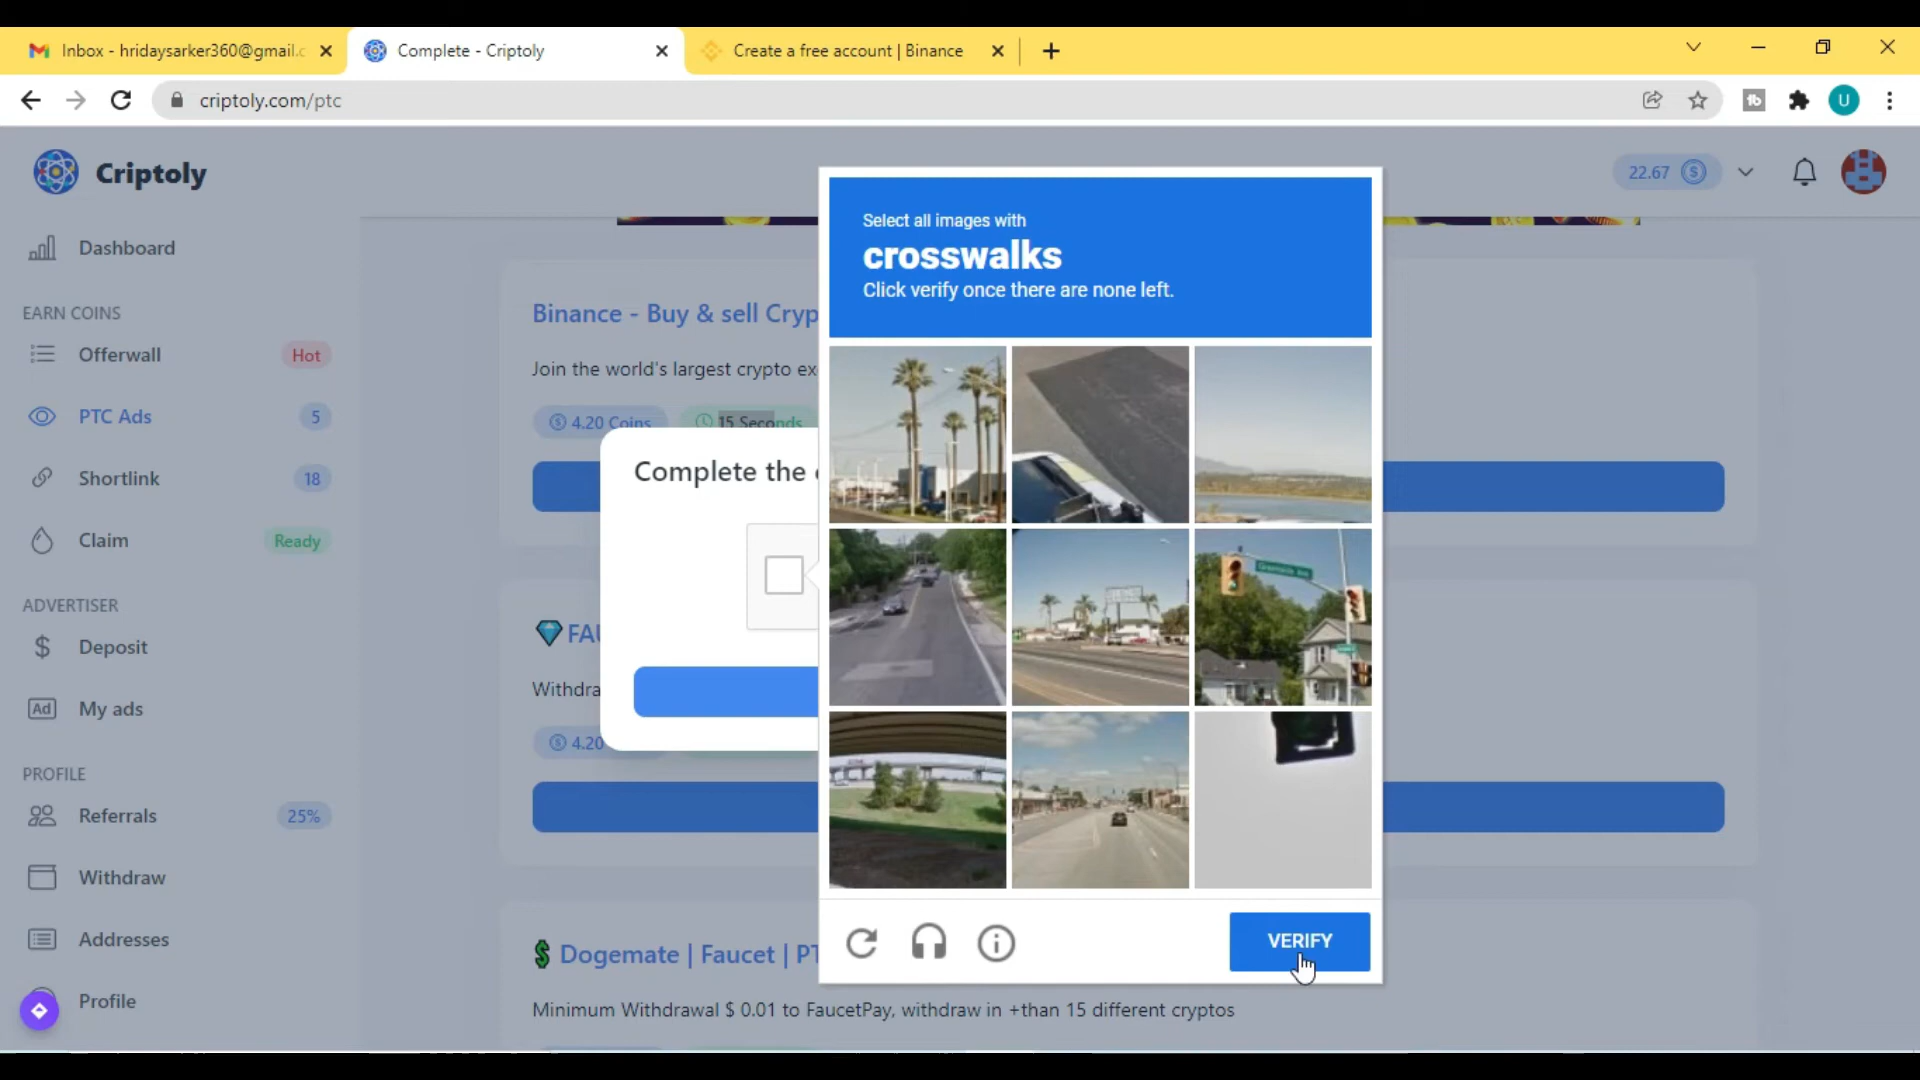 Inbox - hridaysarker360@gmail.c
Complete - Criptoly
Create a free account | Binance
criptoly.com/ptc
U
Criptoly
22.67
Dashboard
EARN COINS
Offerwall Hot
PTC Ads 5
Shortlink 18
Claim Ready
ADVERTISER
Deposit
Ad My ads
PROFILE
Referrals 25%
Withdraw
Addresses
Profile
Binance - Buy & sell Cryp
Join the world's largest crypto ex
4.20 Coins 15 Seconds
Complete the
FAU
Withdra
4.20
Dogemate | Faucet | PT
Minimum Withdrawal $ 0.01 to FaucetPay, withdraw in +than 15 different cryptos
Select all images with
crosswalks
Click verify once there are none left.
VERIFY